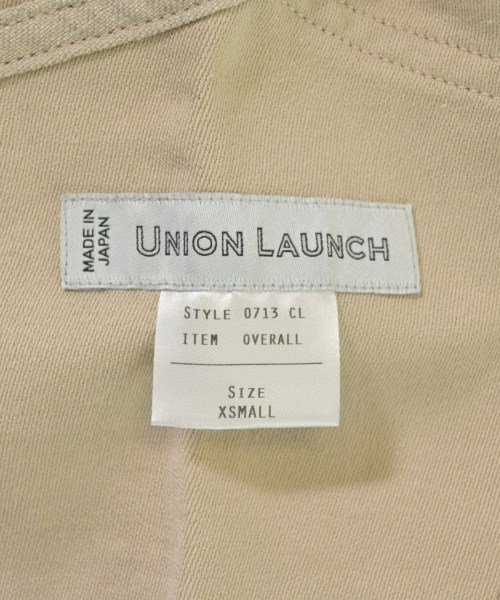 MADE IN
JAPAN
UNION LAUNCH
STYLE 0713 CL
ITEM OVERALL
SIZE
XSMALL